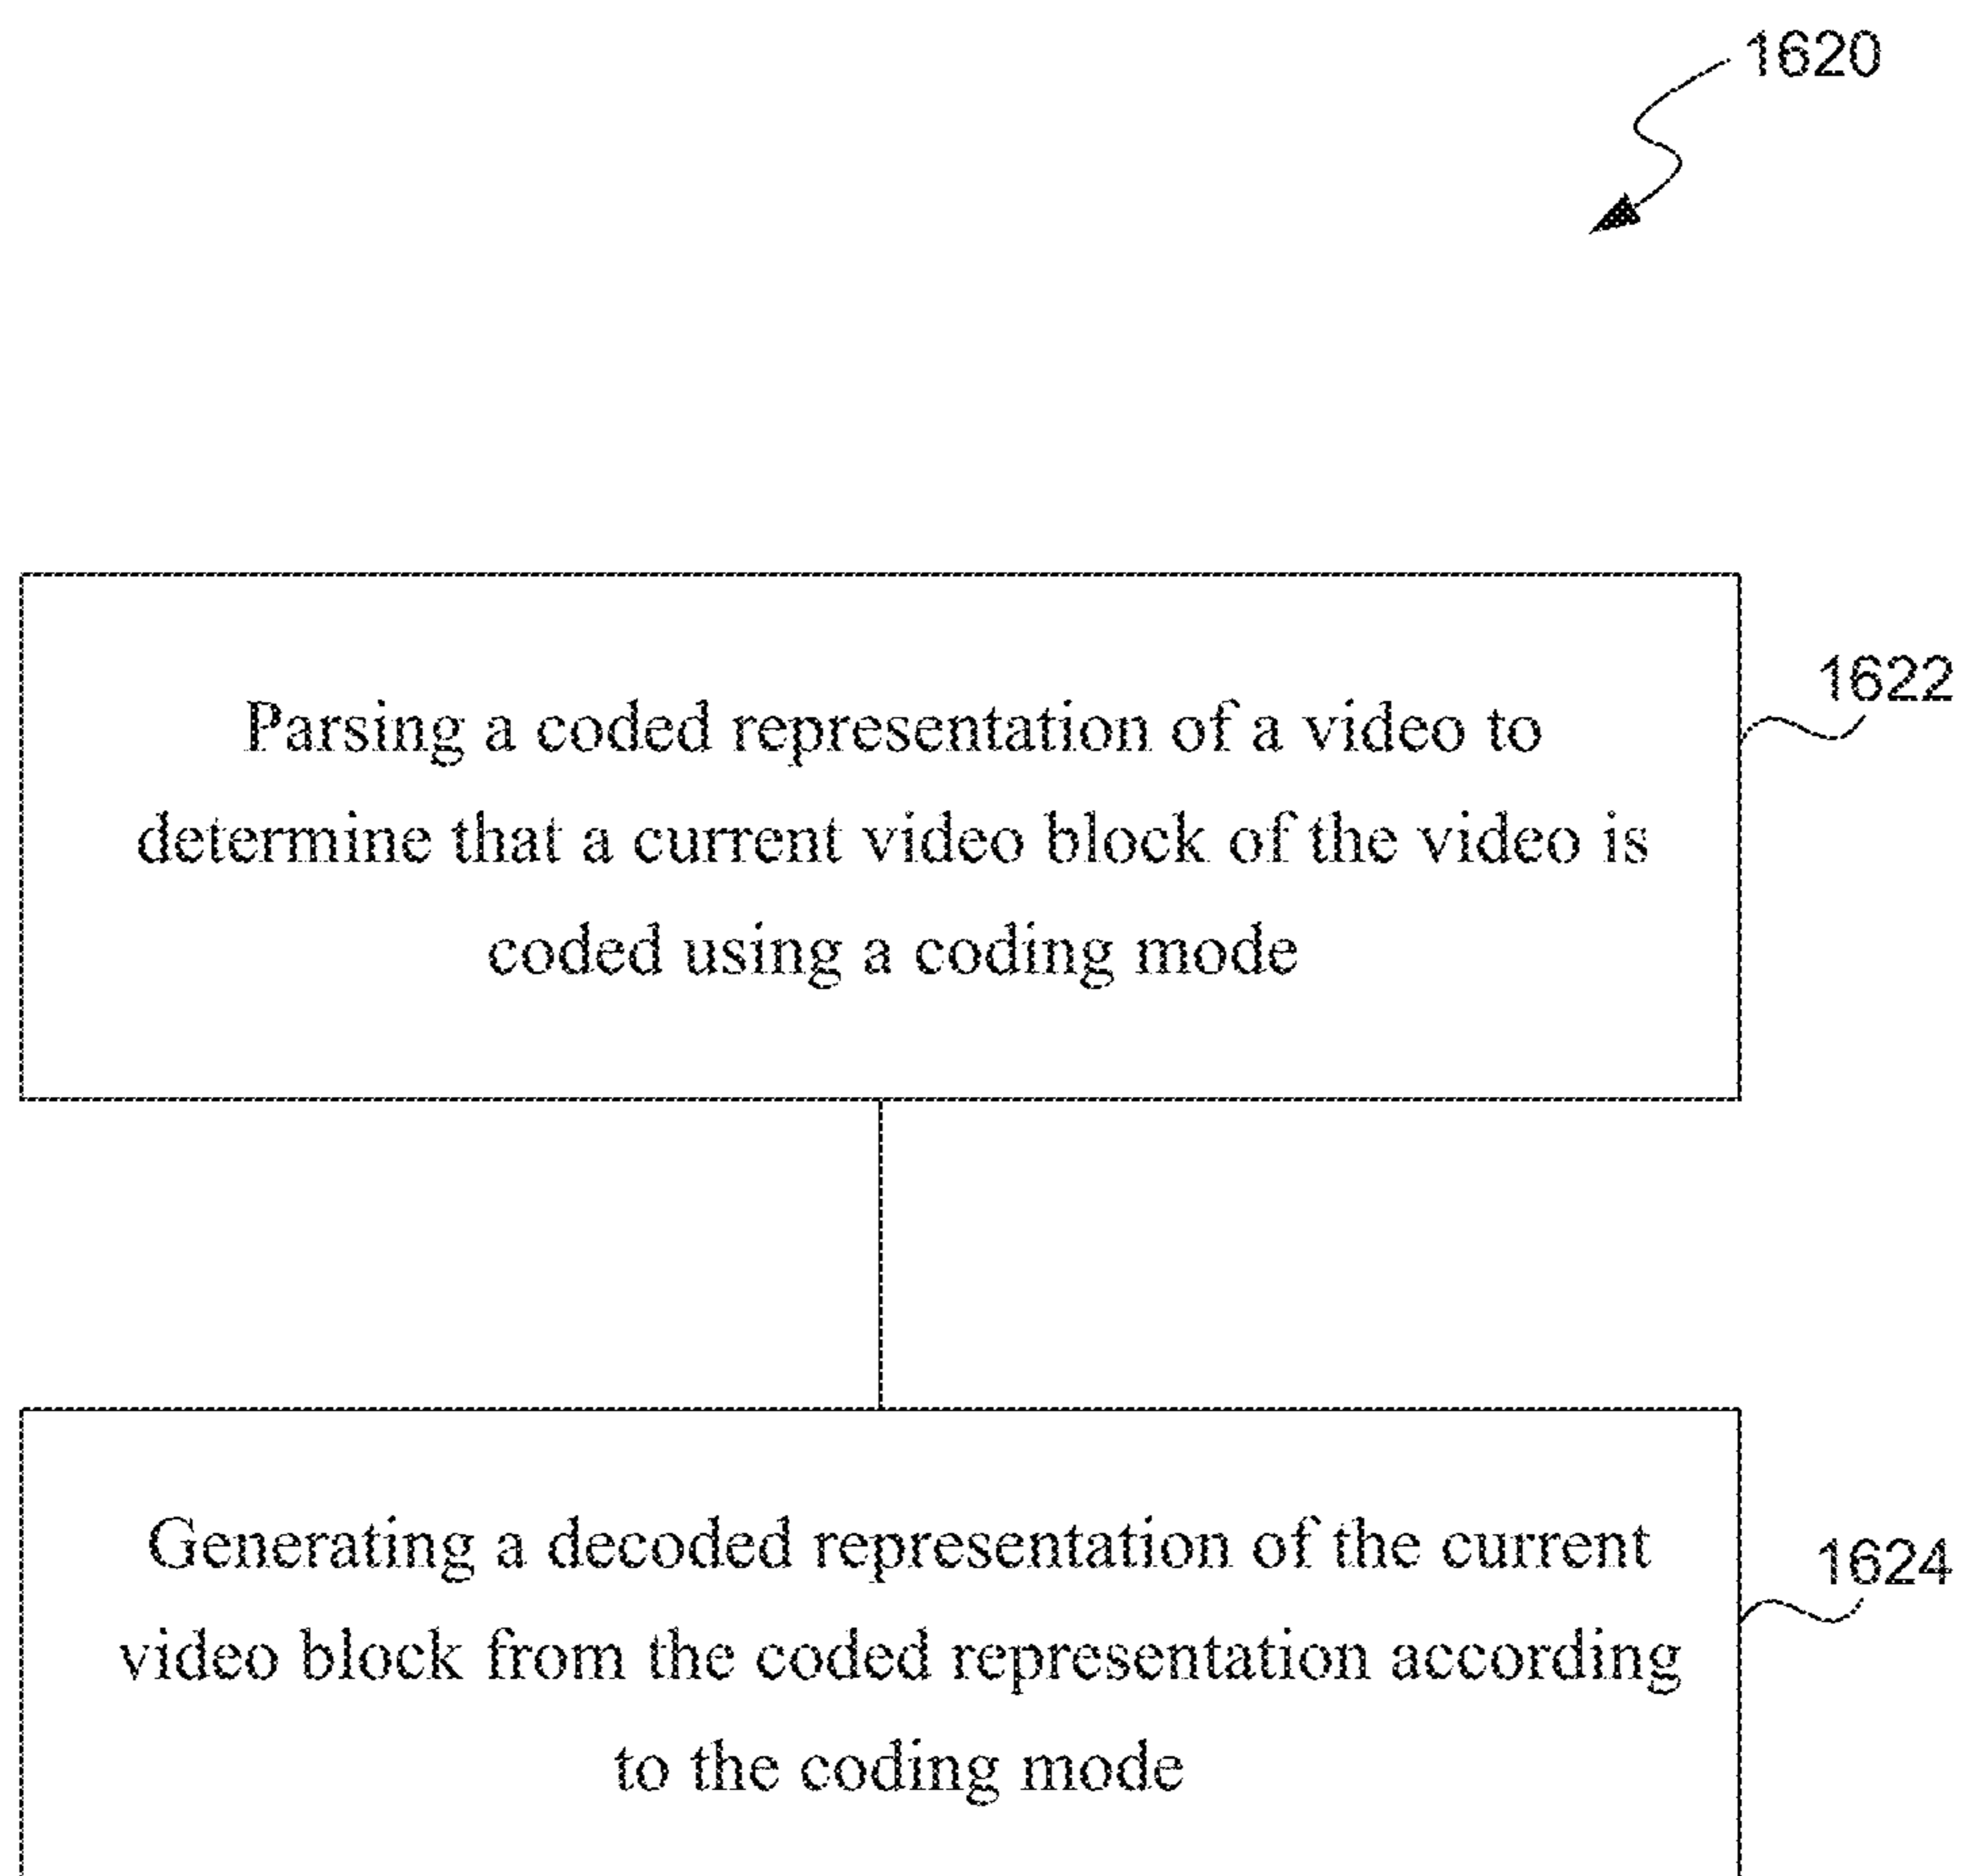 1620
Parsing a coded representation of a video to
determine that a current video block of the video is
coded using a coding mode
1622
Generating a decoded representation of the current
video block from the coded representation according
to the coding mode
1624